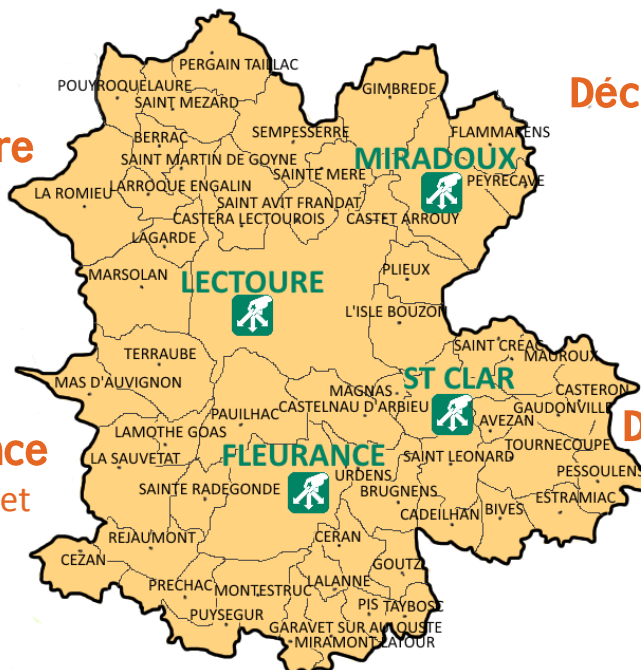 PERGAIN TAILLAC
POUYROQUELAURE
GIMBREDE
Déc
SAINT MEZARD
BERRAC
SEMPESSERRE
FLAMMARENS
re
SAINT MARTIN DE GOYNE
MIRADOUX
SAINTE MERE
PEYRECAVE
LA ROMIEU
LARROQUE ENGALIN
SAINT AVIT FRANDAT
CASTERA LECTOUROIS
CASTET ARROUY
LAGARDE
MARSOLAN
PLIEUX
LECTOURE
L'ISLE BOUZON
SAINT CREAC
MAUROUX
TERRAUBE
MAS D'AUVIGNON
ST CLAR
MAGNAS
CASTERON
CASTELNAU D'ARBIEU
GAUDONVILLE
PAUILHAC
AVEZAN
D
LAMOTHE GOAS
TOURNECOUPE
nce
LA SAUVETAT
FLEURANCE
SAINT LEONARD
PESSOULENS
URDENS
et
SAINTE RADEGONDE
BRUGNENS
ESTRAMIAC
CADEILHAN
BIVES
REJAUMONT
CERAN
CEZAN
GOUTZ
PRECHAC
MONTESTRUC
LALANNE
PUYSEGUR
PIS
TAYBOSC
GARAVET SUR AULOUSTE
MIRAMONT LATOUR